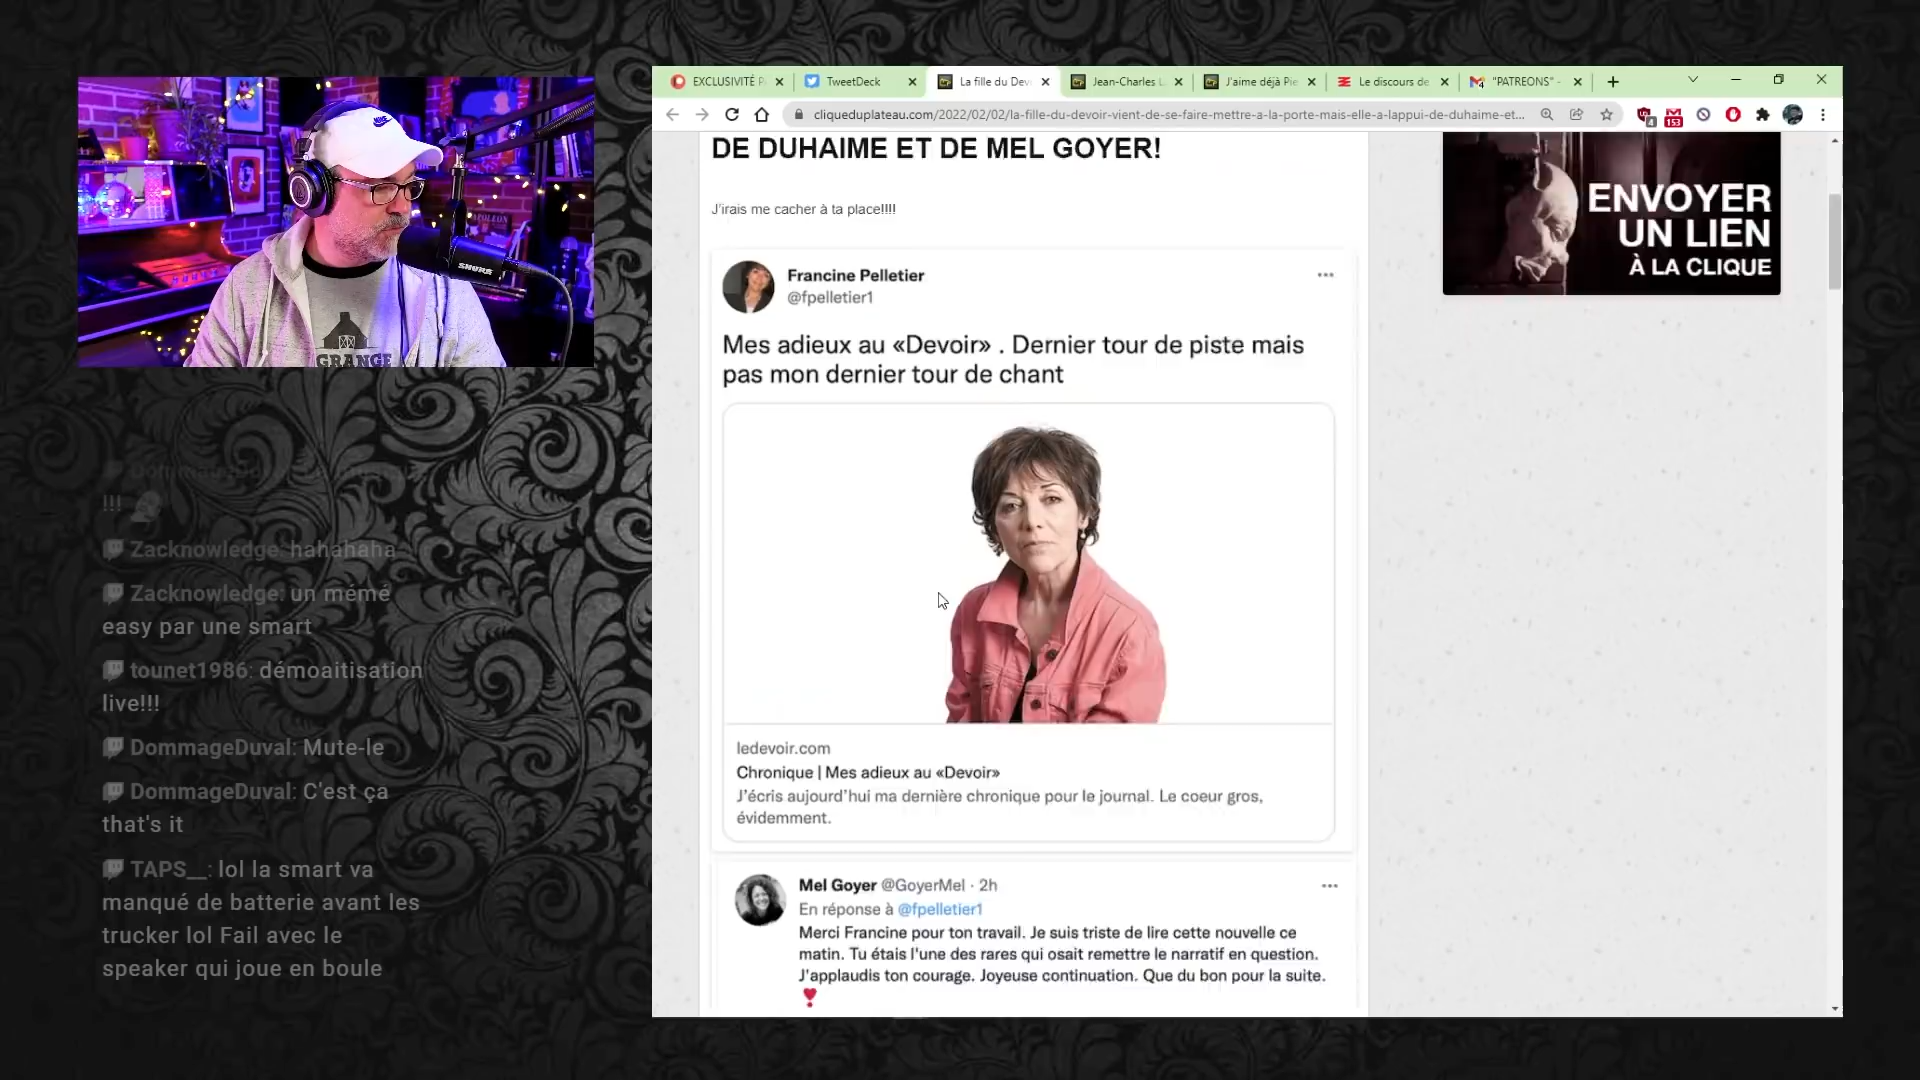 EXCLUSIVITÉ P
TweetDeck
La fille du Dev
Jean-Charles L
J'aime déjà Pie
Le discours de
"PATREONS" -
cliqueduplateau.com/2022/02/02/la-fille-du-devoir-vient-de-se-faire-mettre-a-la-porte-mais-elle-a-lappui-de-duhaime-et...
4
153
DE DUHAIME ET DE MEL GOYER!
J'irais me cacher à ta place!!!!
Francine Pelletier
@fpelletier1
Mes adieux au «Devoir» . Dernier tour de piste mais
pas mon dernier tour de chant
ledevoir.com
Chronique | Mes adieux au «Devoir»
J'écris aujourd'hui ma dernière chronique pour le journal. Le coeur gros,
évidemment.
Mel Goyer @GoyerMel · 2h
En réponse à @fpelletier1
Merci Francine pour ton travail. Je suis triste de lire cette nouvelle ce
matin. Tu étais l'une des rares qui osait remettre le narratif en question.
J'applaudis ton courage. Joyeuse continuation. Que du bon pour la suite.
ENVOYER
UN LIEN
À LA CLIQUE
SHURE
GRANGE
!!!
Zacknowledge: hahahaha
Zacknowledge: un mémé
easy par une smart
tounet1986: démoaitisation
live!!!
DommageDuval: Mute-le
DommageDuval: C'est ça
that's it
TAPS__: lol la smart va
manqué de batterie avant les
trucker lol Fail avec le
speaker qui joue en boule